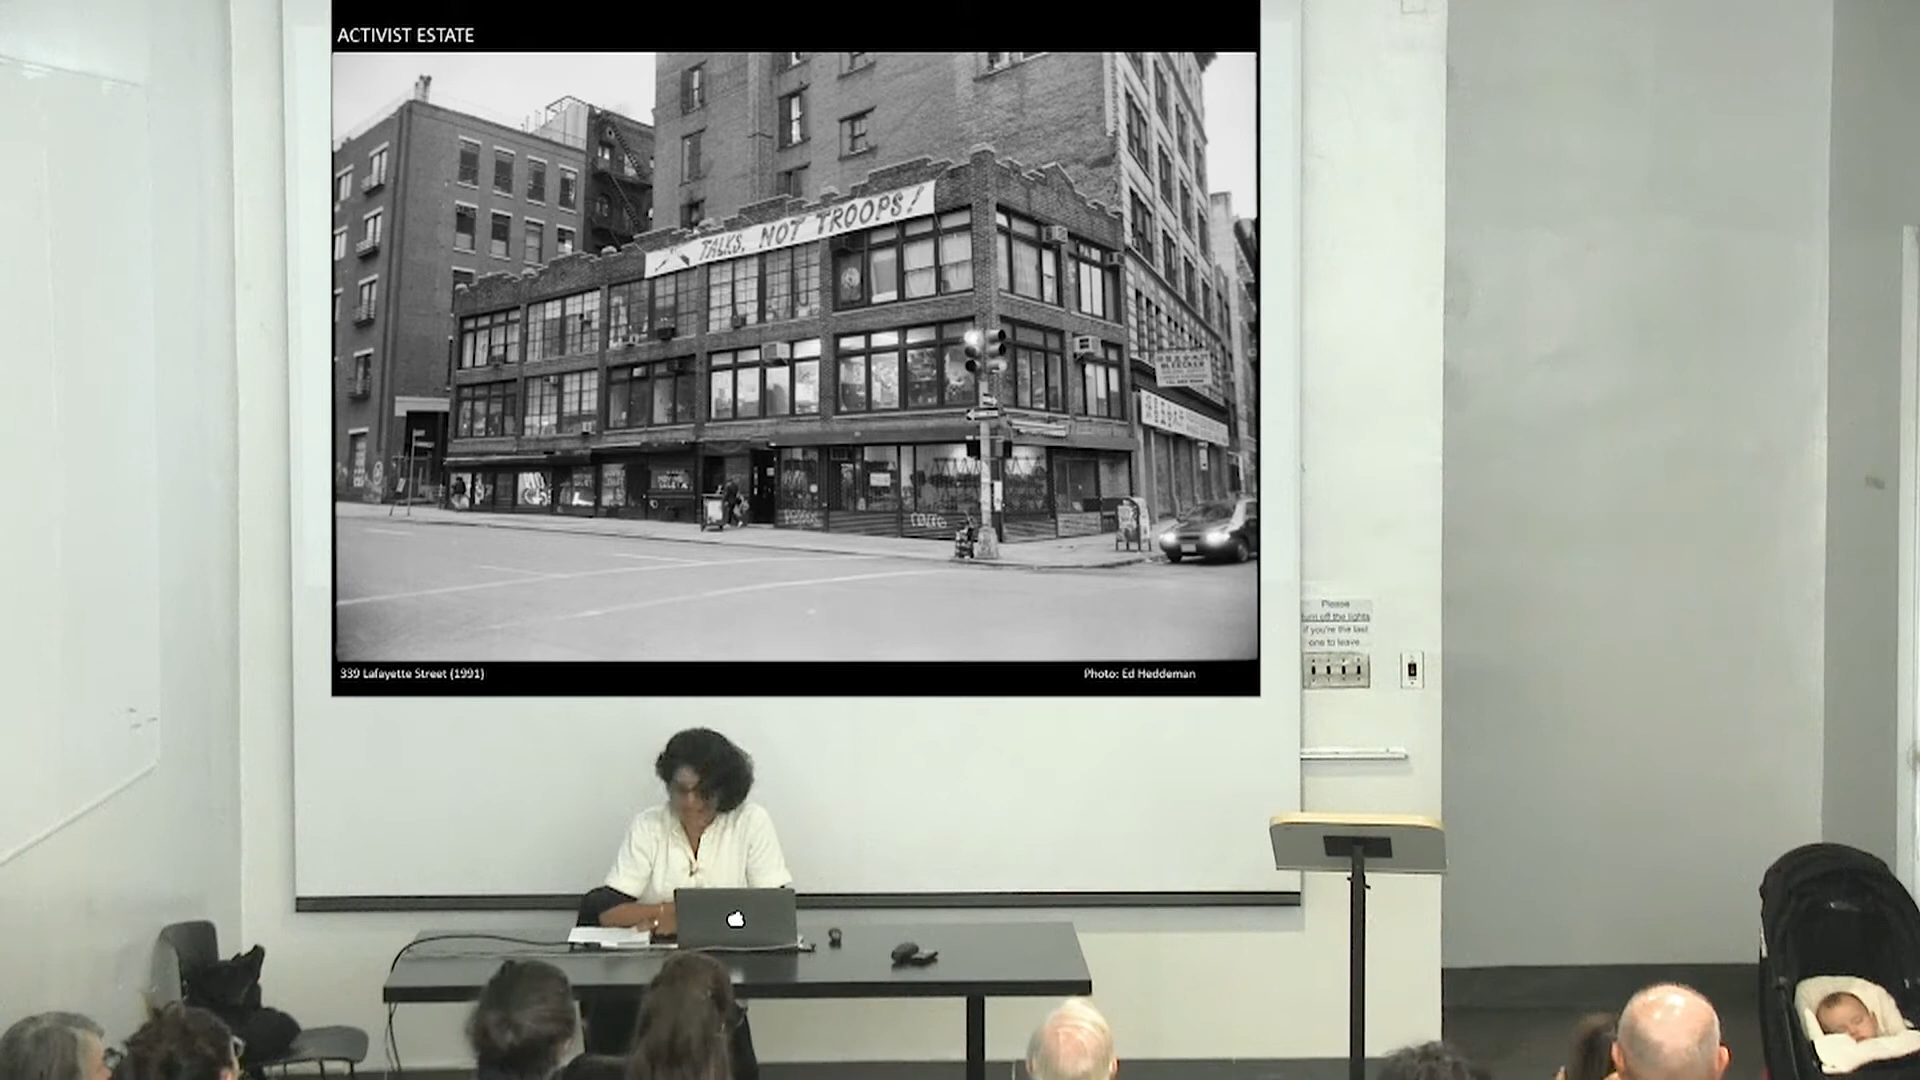 ACTIVIST ESTATE
TALKS, NOT TROOPS!
BLEECKER
339 Lafayette Street (1991)
Photo: Ed Heddeman
Please
turn off the lights
if you're the last
one to leave